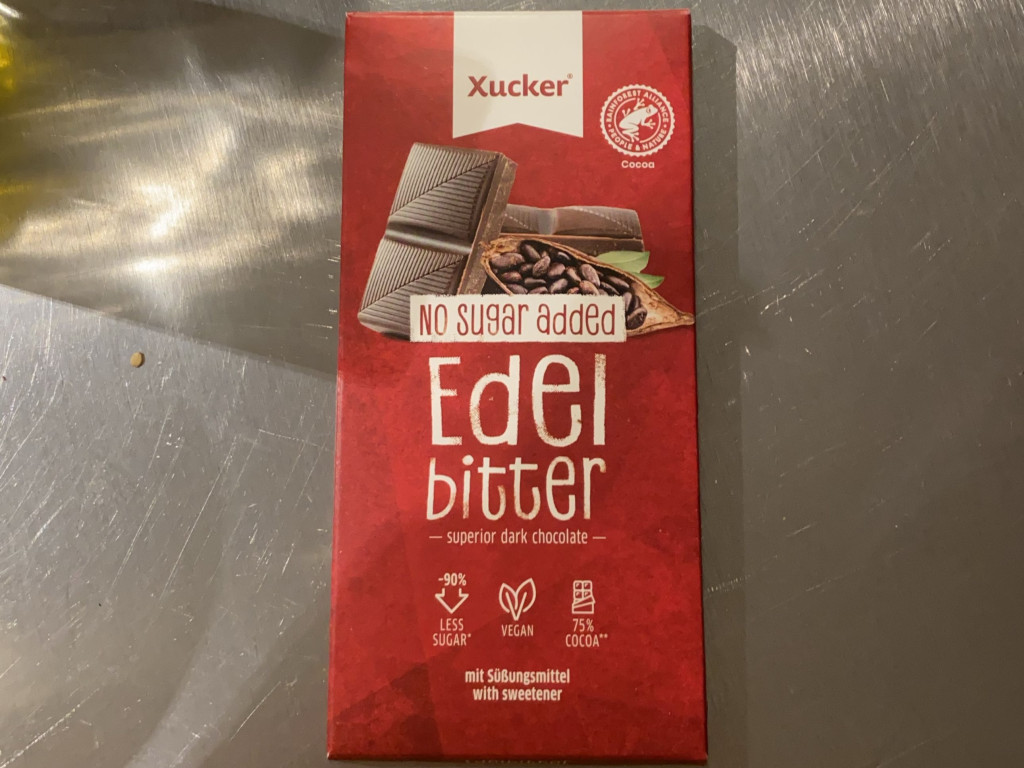 Xucker®
RAINFOREST ALLIANCE
PEOPLE & NATURE
Cocoa
NO sugar added
Edel
bitter
— superior dark chocolate —
-90%
LESS
SUGAR*
VEGAN
75%
COCOA**
mit Süßungsmittel
with sweetener